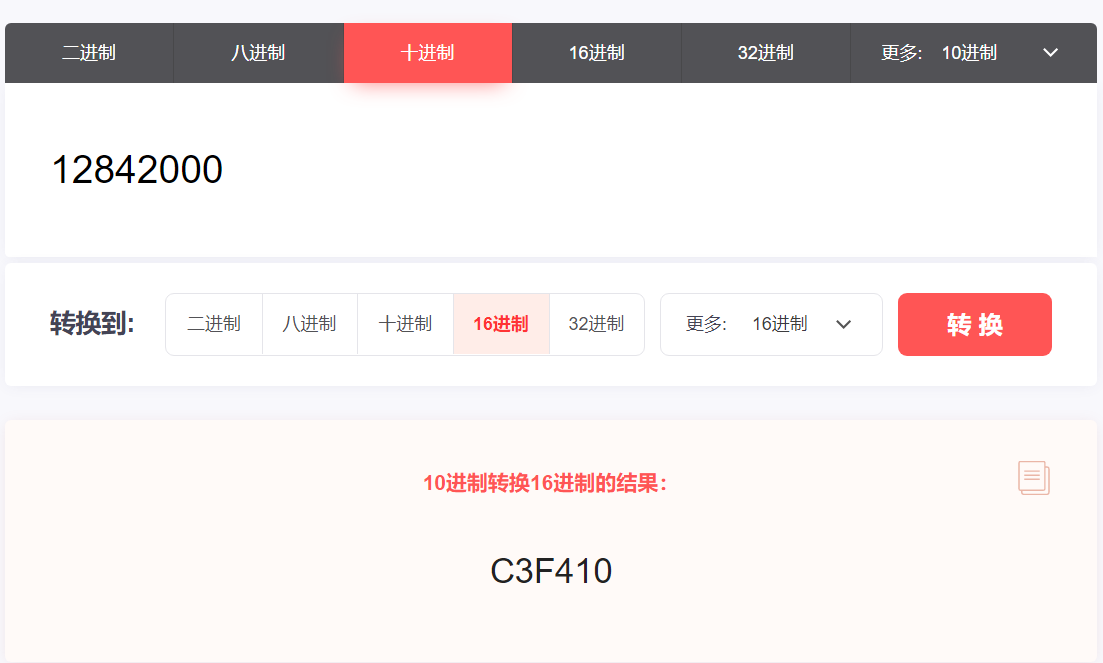 二进制 八进制 十进制 16进制 32进制 更多: 10进制
12842000
转换到: 二进制 八进制 十进制 16进制 32进制 更多: 16进制 转 换
10进制转换16进制的结果:
C3F410